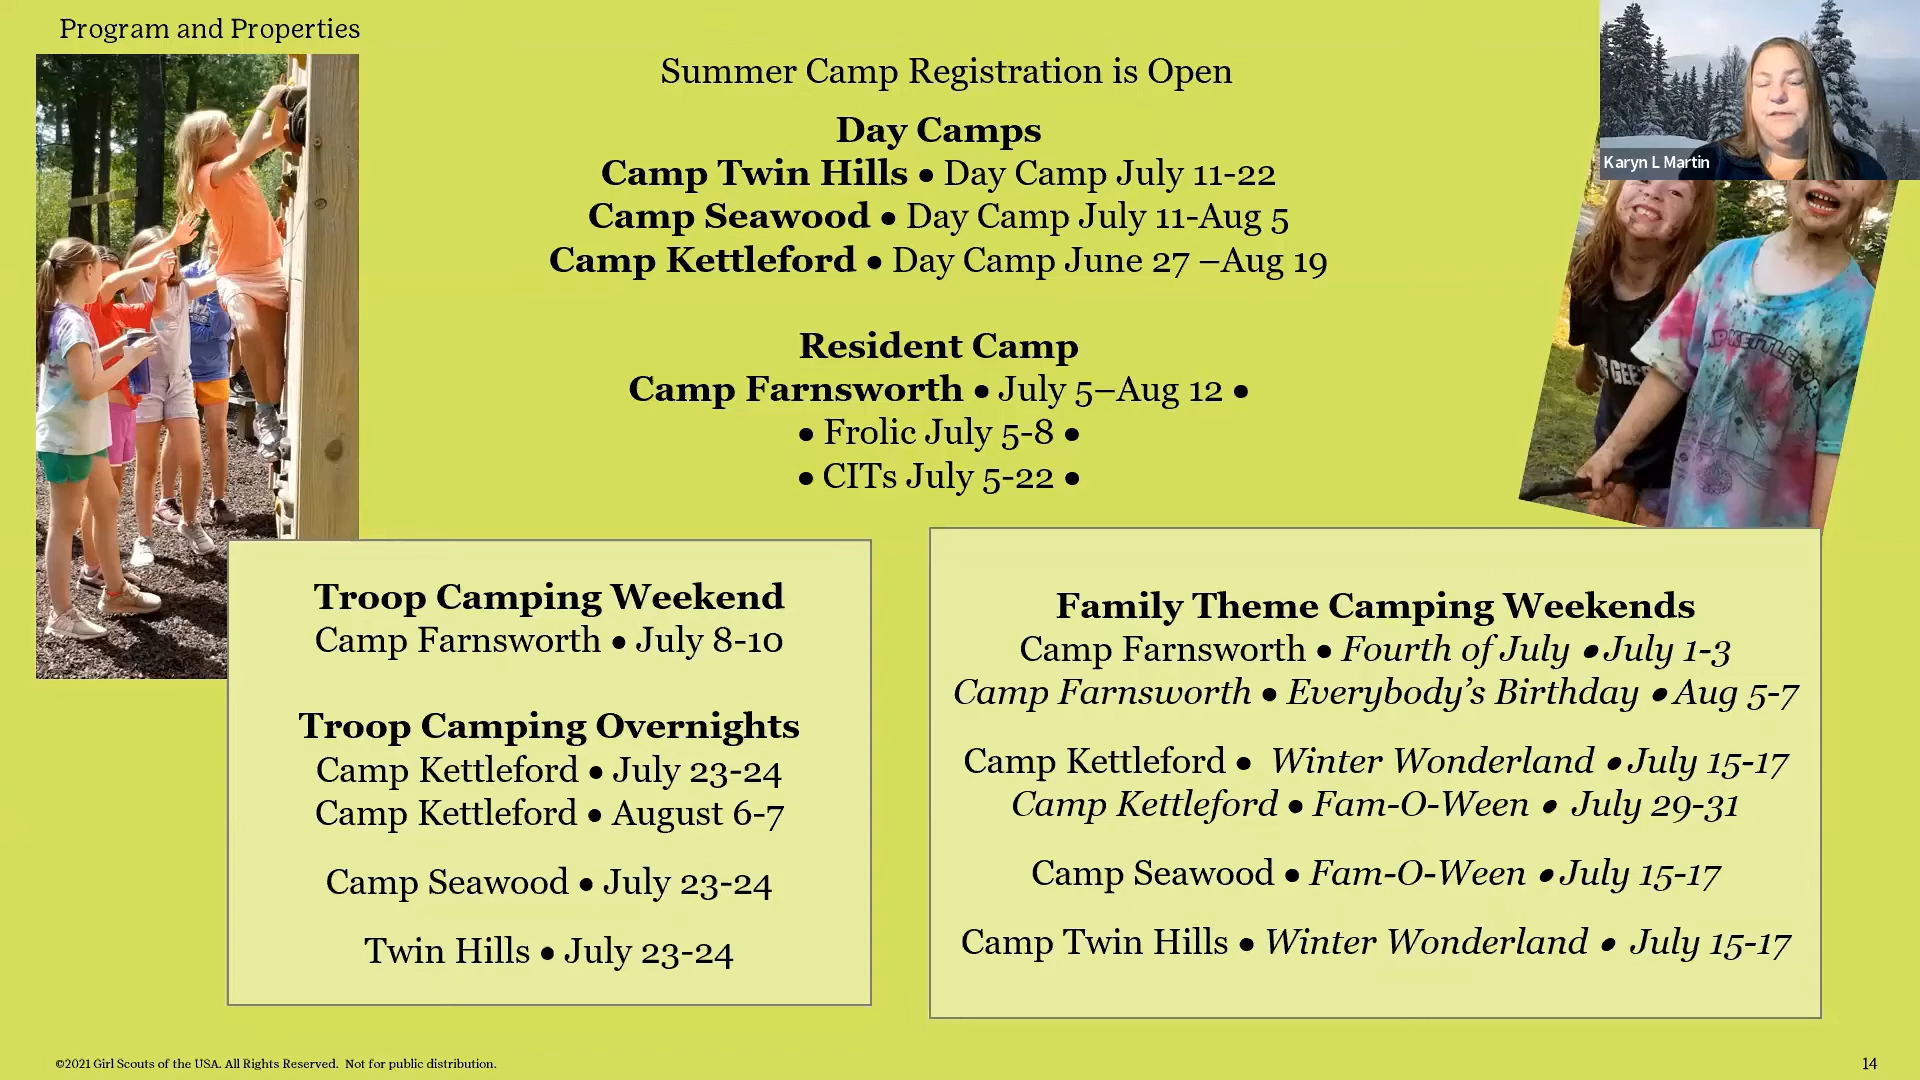 Program and Properties
Summer Camp Registration is Open
Day Camps
Camp Twin Hills ● Day Camp July 11-22
Camp Seawood ● Day Camp July 11-Aug 5
Camp Kettleford ● Day Camp June 27 –Aug 19
Resident Camp
Camp Farnsworth ● July 5–Aug 12 ●
● Frolic July 5-8 ●
● CITs July 5-22 ●
Karyn L Martin
Troop Camping Weekend
Camp Farnsworth ● July 8-10
Troop Camping Overnights
Camp Kettleford ● July 23-24
Camp Kettleford ● August 6-7
Camp Seawood ● July 23-24
Twin Hills ● July 23-24
Family Theme Camping Weekends
Camp Farnsworth ● Fourth of July ● July 1-3
Camp Farnsworth ● Everybody’s Birthday ● Aug 5-7
Camp Kettleford ● Winter Wonderland ● July 15-17
Camp Kettleford ● Fam-O-Ween ● July 29-31
Camp Seawood ● Fam-O-Ween ● July 15-17
Camp Twin Hills ● Winter Wonderland ● July 15-17
©2021 Girl Scouts of the USA. All Rights Reserved. Not for public distribution.
14